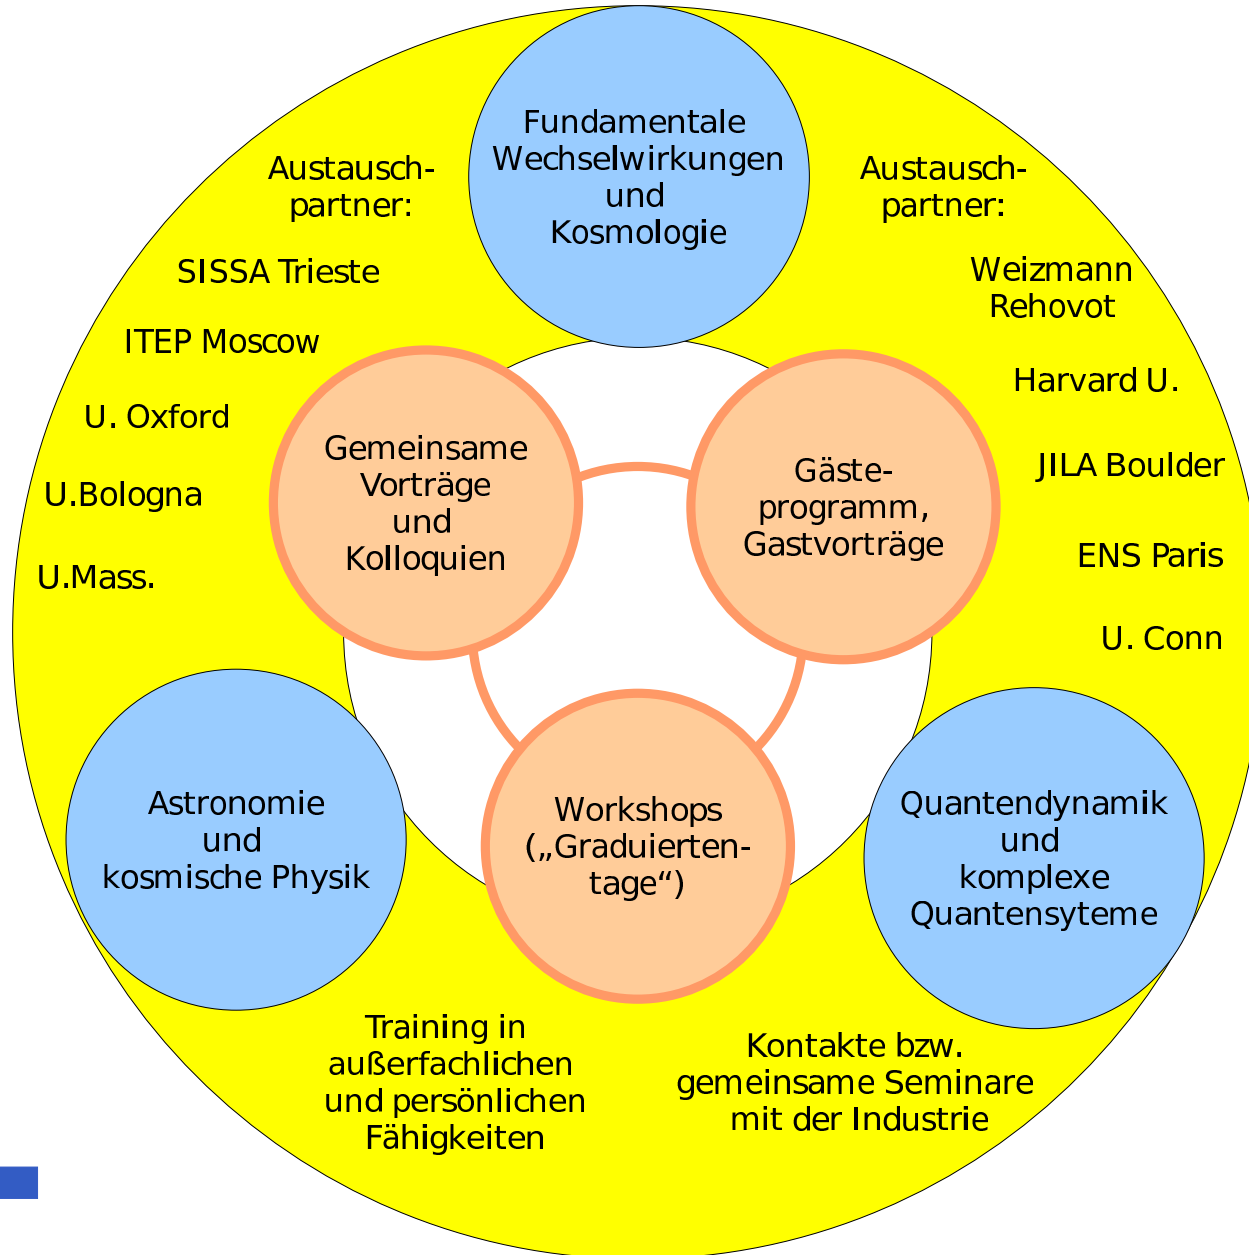 Fundamentale
Wechselwirkungen
und
Kosmologie
Austausch-
partner:
SISSA Trieste
ITEP Moscow
U. Oxford
U.Bologna
U.Mass.
Austausch-
partner:
Weizmann
Rehovot
Harvard U.
JILA Boulder
ENS Paris
U. Conn
Gemeinsame
Vorträge
und
Kolloquien
Gäste-
programm,
Gastvorträge
Workshops
(„Graduierten-
tage“)
Astronomie
und
kosmische Physik
Quantendynamik
und
komplexe
Quantensyteme
Training in
außerfachlichen
und persönlichen
Fähigkeiten
Kontakte bzw.
gemeinsame Seminare
mit der Industrie